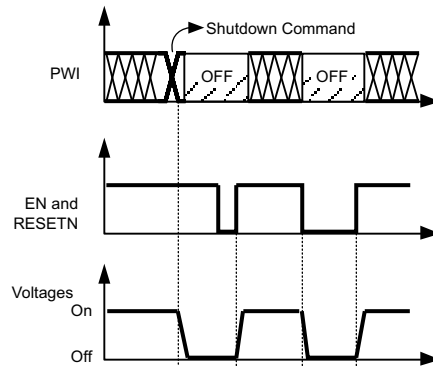 Shutdown Command
PWI
OFF
OFF
EN and
RESETN
Voltages
On
Off